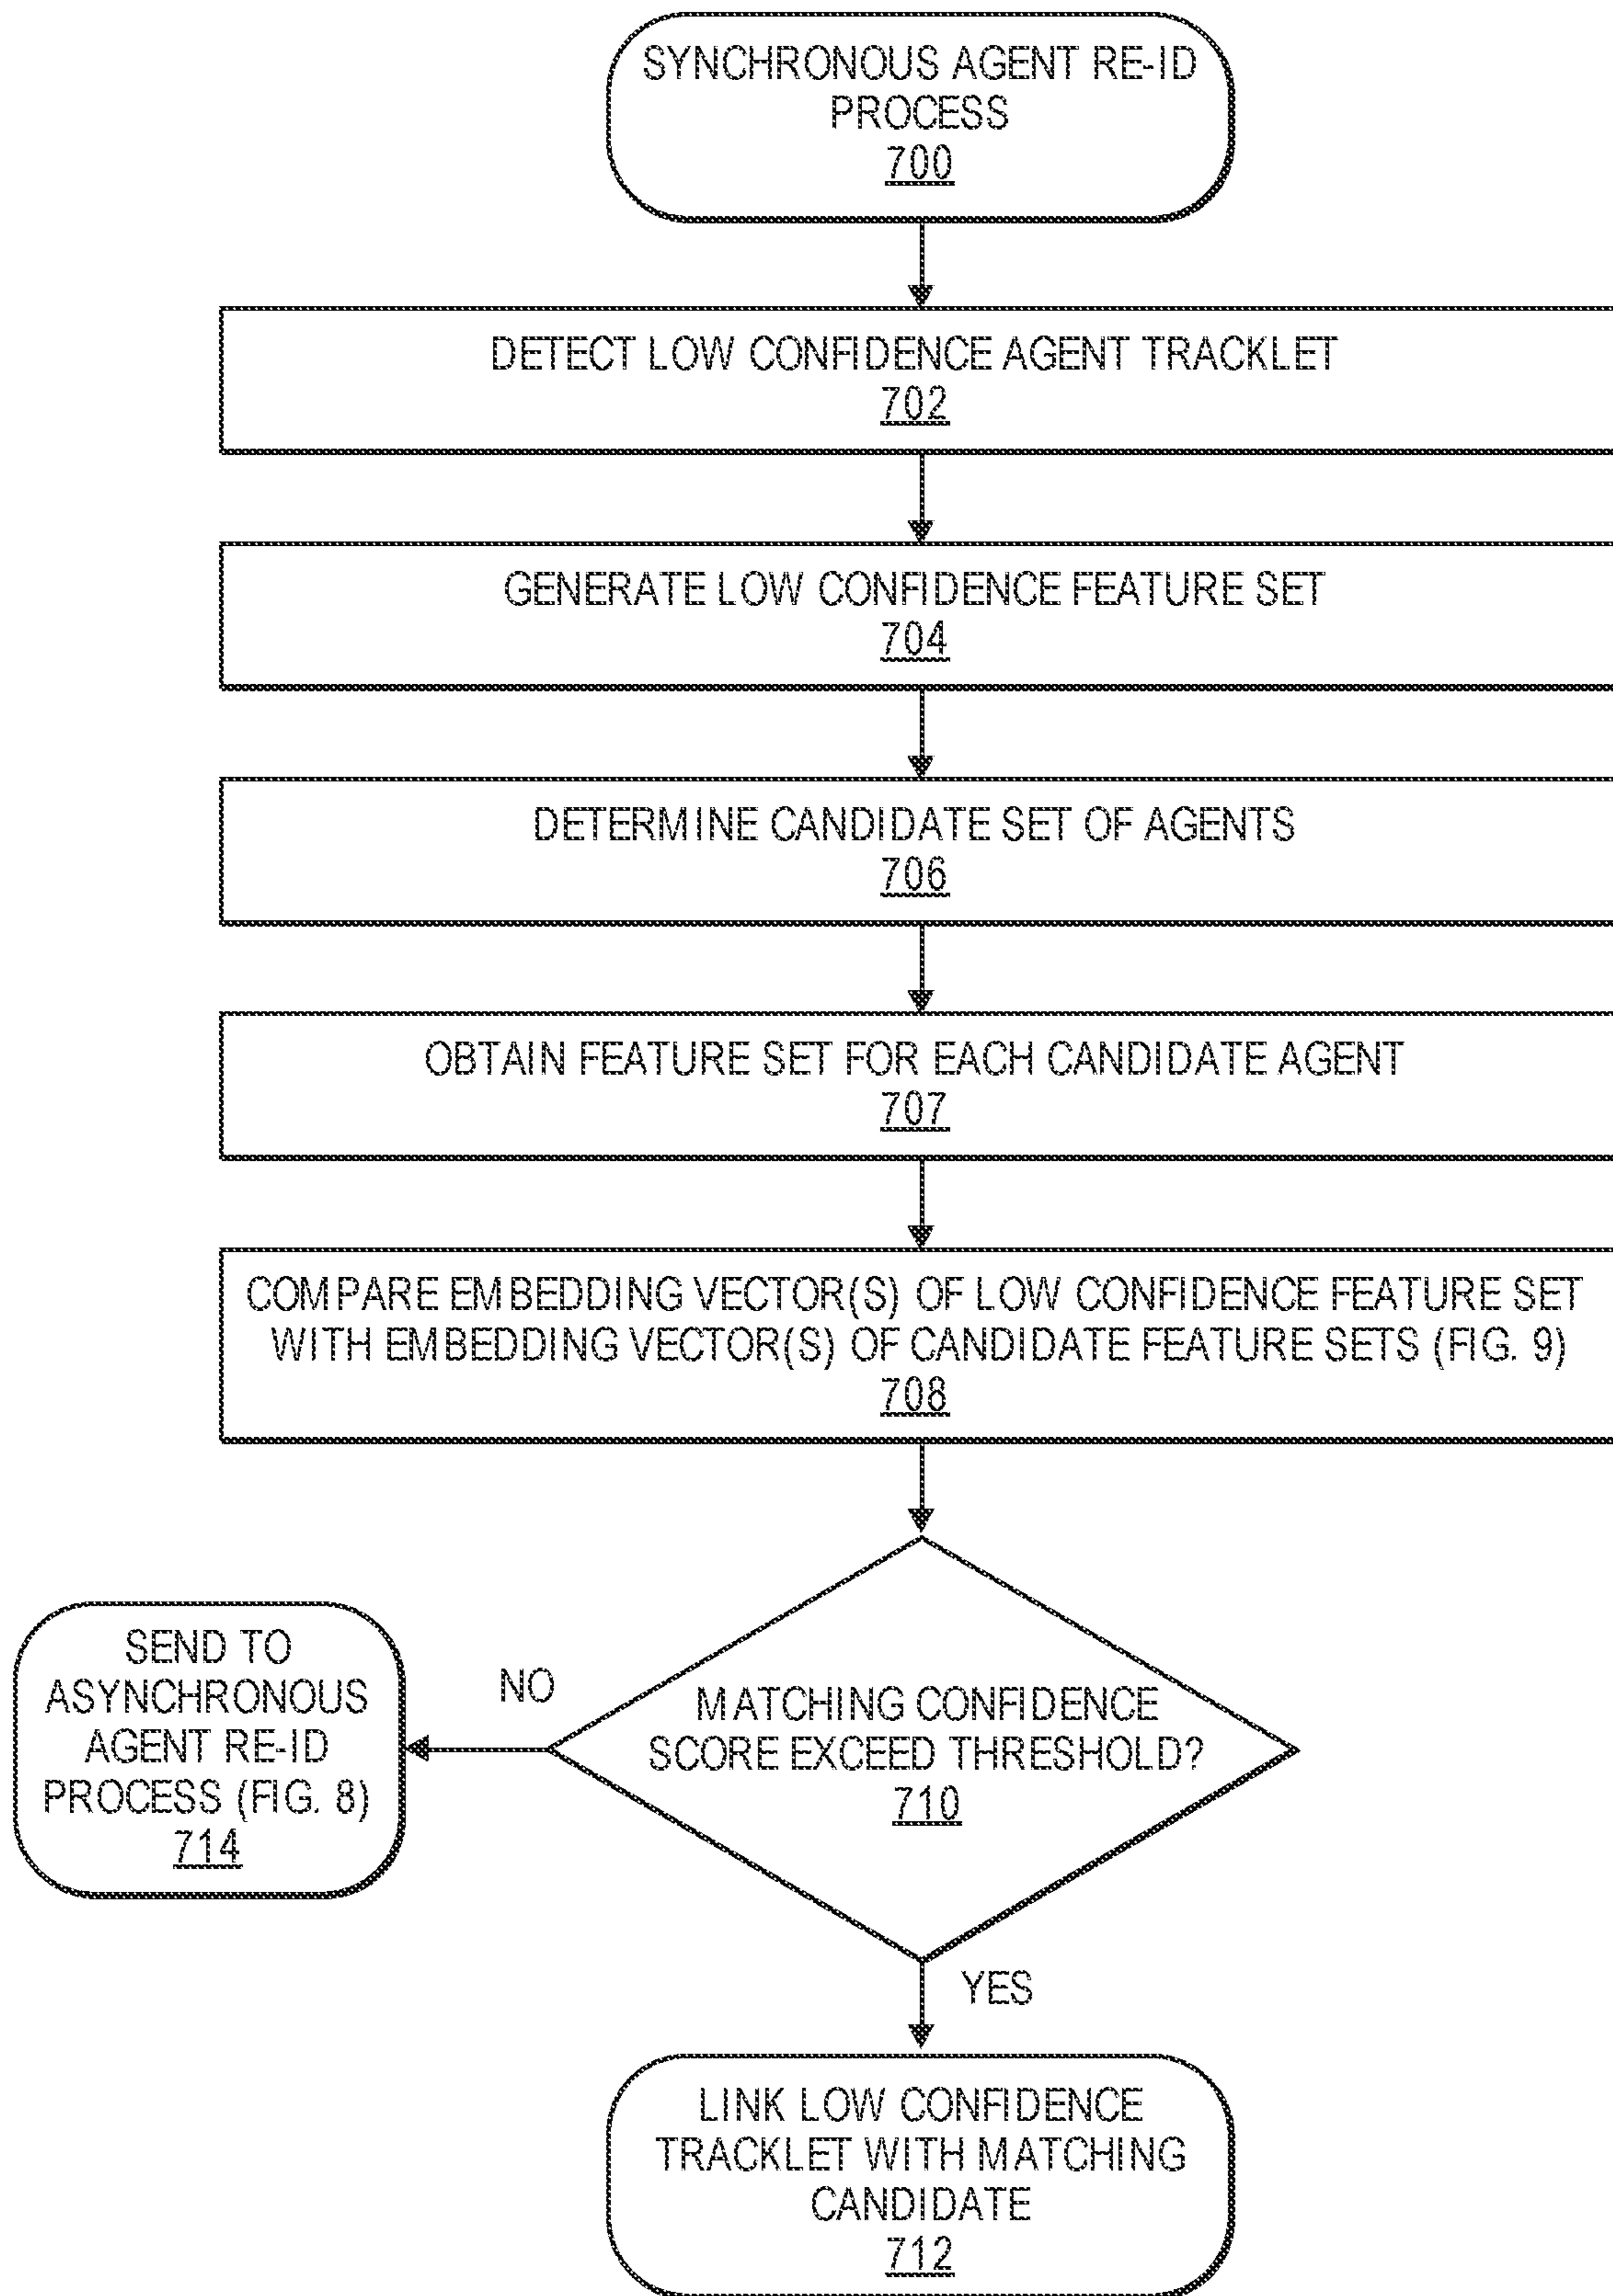 SYNCHRONOUS AGENT RE-ID
PROCESS
700
DETECT LOW CONFIDENCE AGENT TRACKLET
702
GENERATE LOW CONFIDENCE FEATURE SET
704
DETERMINE CANDIDATE SET OF AGENTS
706
OBTAIN FEATURE SET FOR EACH CANDIDATE AGENT
707
COMPARE EMBEDDING VECTOR(S) OF LOW CONFIDENCE FEATURE SET
WITH EMBEDDING VECTOR(S) OF CANDIDATE FEATURE SETS (FIG. 9)
708
MATCHING CONFIDENCE
SCORE EXCEED THRESHOLD?
710
NO
SEND TO
ASYNCHRONOUS
AGENT RE-ID
PROCESS (FIG. 8)
714
YES
LINK LOW CONFIDENCE
TRACKLET WITH MATCHING
CANDIDATE
712